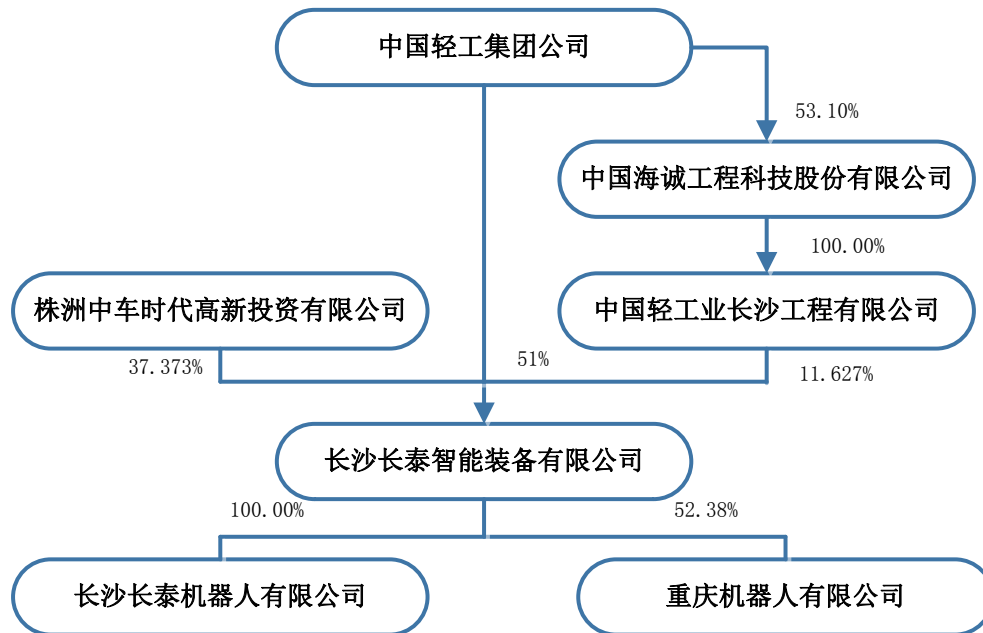 中国轻工集团公司
53.10%
中国海诚工程科技股份有限公司
100.00%
株洲中车时代高新投资有限公司
中国轻工业长沙工程有限公司
37.373%
51%
11.627%
长沙长泰智能装备有限公司
100.00%
52.38%
长沙长泰机器人有限公司
重庆机器人有限公司